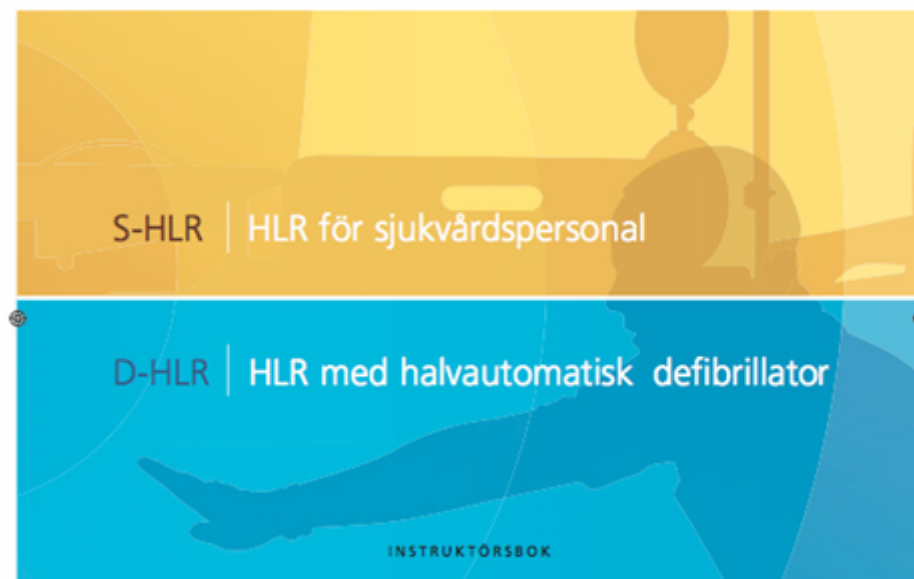 S-HLR HLR för sjukvårdspersonal
D-HLR HLR med halvautomatisk defibrillator
INSTRUKTÖRSBOK